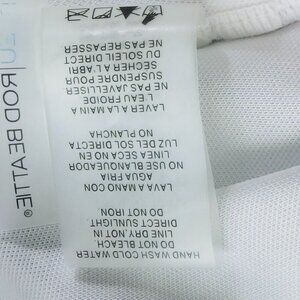 HAND WASH COLD WATER
DO NOT BLEACH.
LINE DRY, NOT IN
DIRECT SUNLIGHT.
DO NOT IRON.
LAVA A MANO CON
AGUA FRIA
NO USE BLANQUEADOR
LINEA SECA NO EN
LUZ DEL SOL DIRECTA
NO PLANCHA
LAVER A LA MAIN A
L'EAU FROIDE
NE PAS JAVELLISER
SUSPENDRE POUR
SECHER A L'ABRI
DU SOLEIL DIRECT
NE PAS REPASSER
ROD BEATTIE®